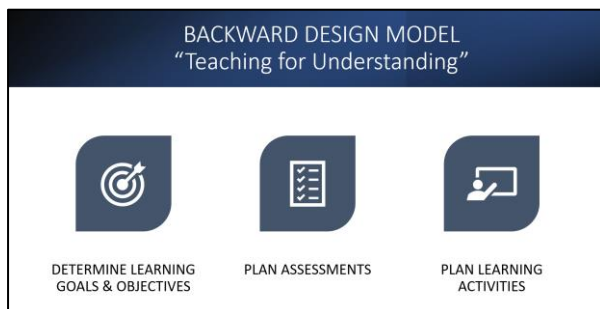 BACKWARD DESIGN MODEL
“Teaching for Understanding”
DETERMINE LEARNING
GOALS & OBJECTIVES
PLAN ASSESSMENTS
PLAN LEARNING
ACTIVITIES